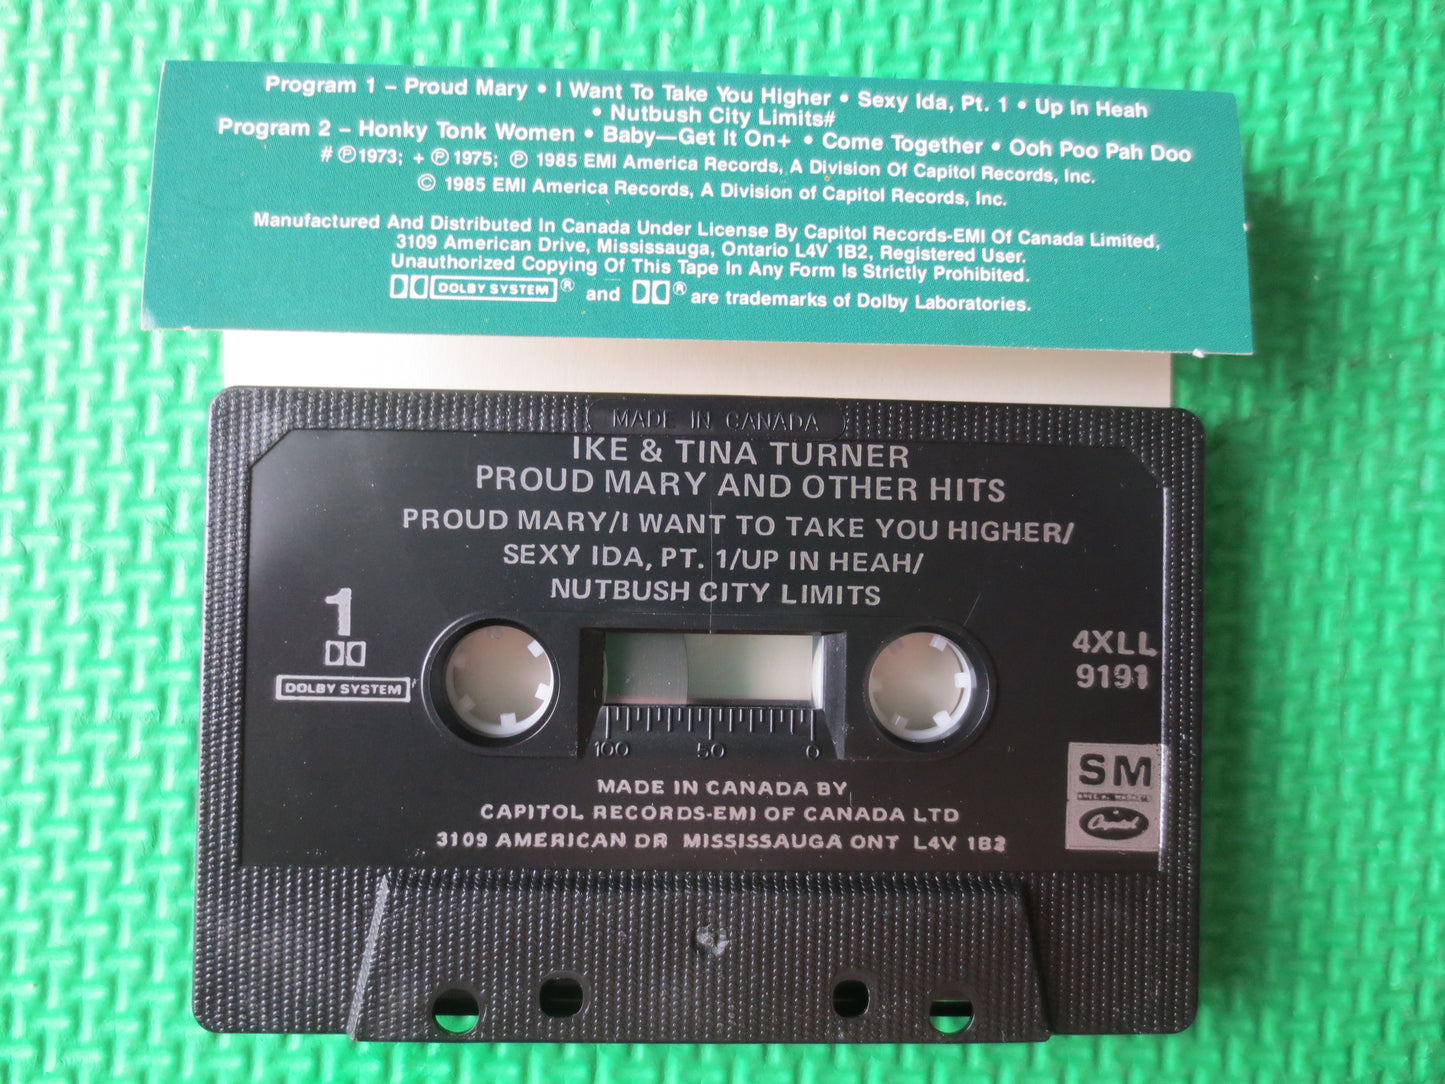 Program 1 – Proud Mary • I Want To Take You Higher • Sexy Ida, Pt. 1 • Up In Heah
• Nutbush City Limits#
Program 2 – Honky Tonk Women • Baby—Get It On+ • Come Together • Ooh Poo Pah Doo
# ℗1973; + ℗1975; ℗ 1985 EMI America Records, A Division Of Capitol Records, Inc.
© 1985 EMI America Records, A Division of Capitol Records, Inc.
Manufactured And Distributed In Canada Under License By Capitol Records-EMI Of Canada Limited,
3109 American Drive, Mississauga, Ontario L4V 1B2, Registered User.
Unauthorized Copying Of This Tape In Any Form Is Strictly Prohibited.
DOLBY SYSTEM ® and ® are trademarks of Dolby Laboratories.
MADE IN CANADA
IKE & TINA TURNER
PROUD MARY AND OTHER HITS
PROUD MARY/I WANT TO TAKE YOU HIGHER/
SEXY IDA, PT. 1/UP IN HEAH/
NUTBUSH CITY LIMITS
1
DOLBY SYSTEM
4XLL
9191
100 50 0
SM
Capitol
MADE IN CANADA BY
CAPITOL RECORDS-EMI OF CANADA LTD
3109 AMERICAN DR MISSISSAUGA ONT L4V 1B2